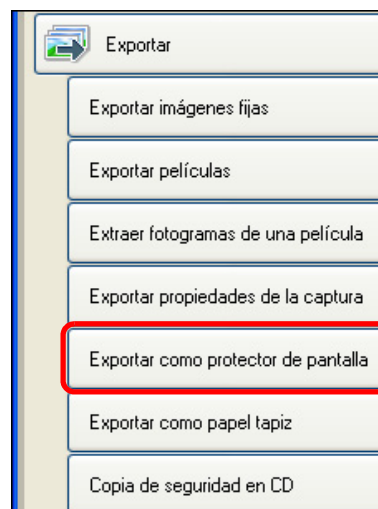 Exportar
Exportar imágenes fijas
Exportar películas
Extraer fotogramas de una película
Exportar propiedades de la captura
Exportar como protector de pantalla
Exportar como papel tapiz
Copia de seguridad en CD